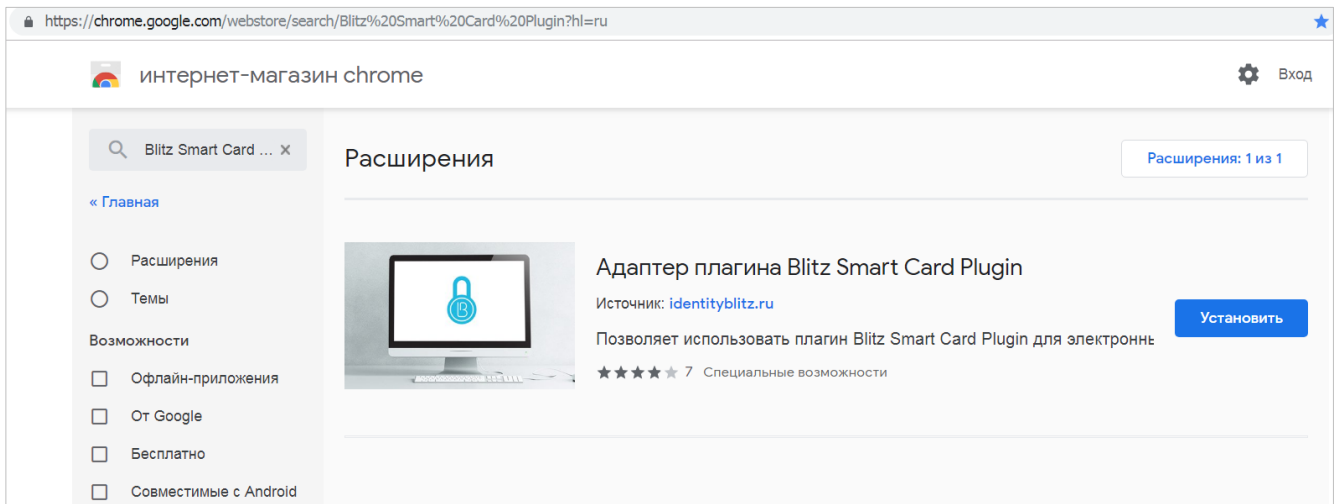 https://chrome.google.com/webstore/search/Blitz%20Smart%20Card%20Plugin?hl=ru
интернет-магазин chrome
Вход
Blitz Smart Card ... ×
« Главная
Расширения
Темы
Возможности
Офлайн-приложения
От Google
Бесплатно
Совместимые с Android
Расширения
Расширения: 1 из 1
Адаптер плагина Blitz Smart Card Plugin
Источник: identityblitz.ru
Позволяет использовать плагин Blitz Smart Card Plugin для электронны
7 Специальные возможности
Установить